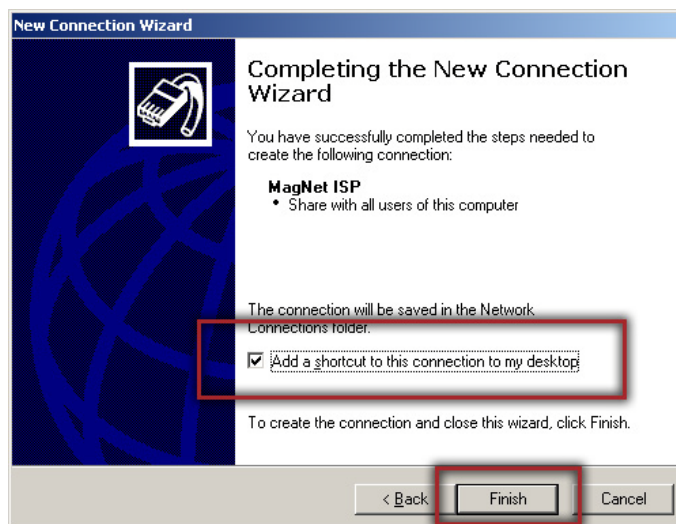 New Connection Wizard
Completing the New Connection
Wizard
You have successfully completed the steps needed to
create the following connection:
MagNet ISP
• Share with all users of this computer
The connection will be saved in the Network
Connections folder.
Add a shortcut to this connection to my desktop
To create the connection and close this wizard, click Finish.
< Back
Finish
Cancel